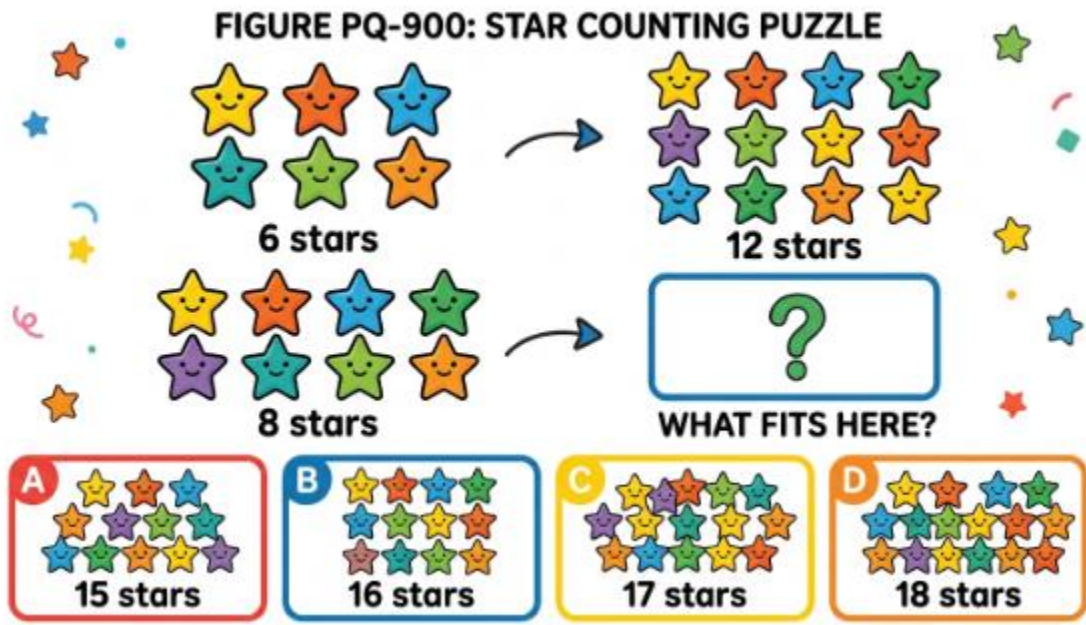 FIGURE PQ-900: STAR COUNTING PUZZLE
6 stars
12 stars
8 stars
?
WHAT FITS HERE?
A
15 stars
B
16 stars
C
17 stars
D
18 stars